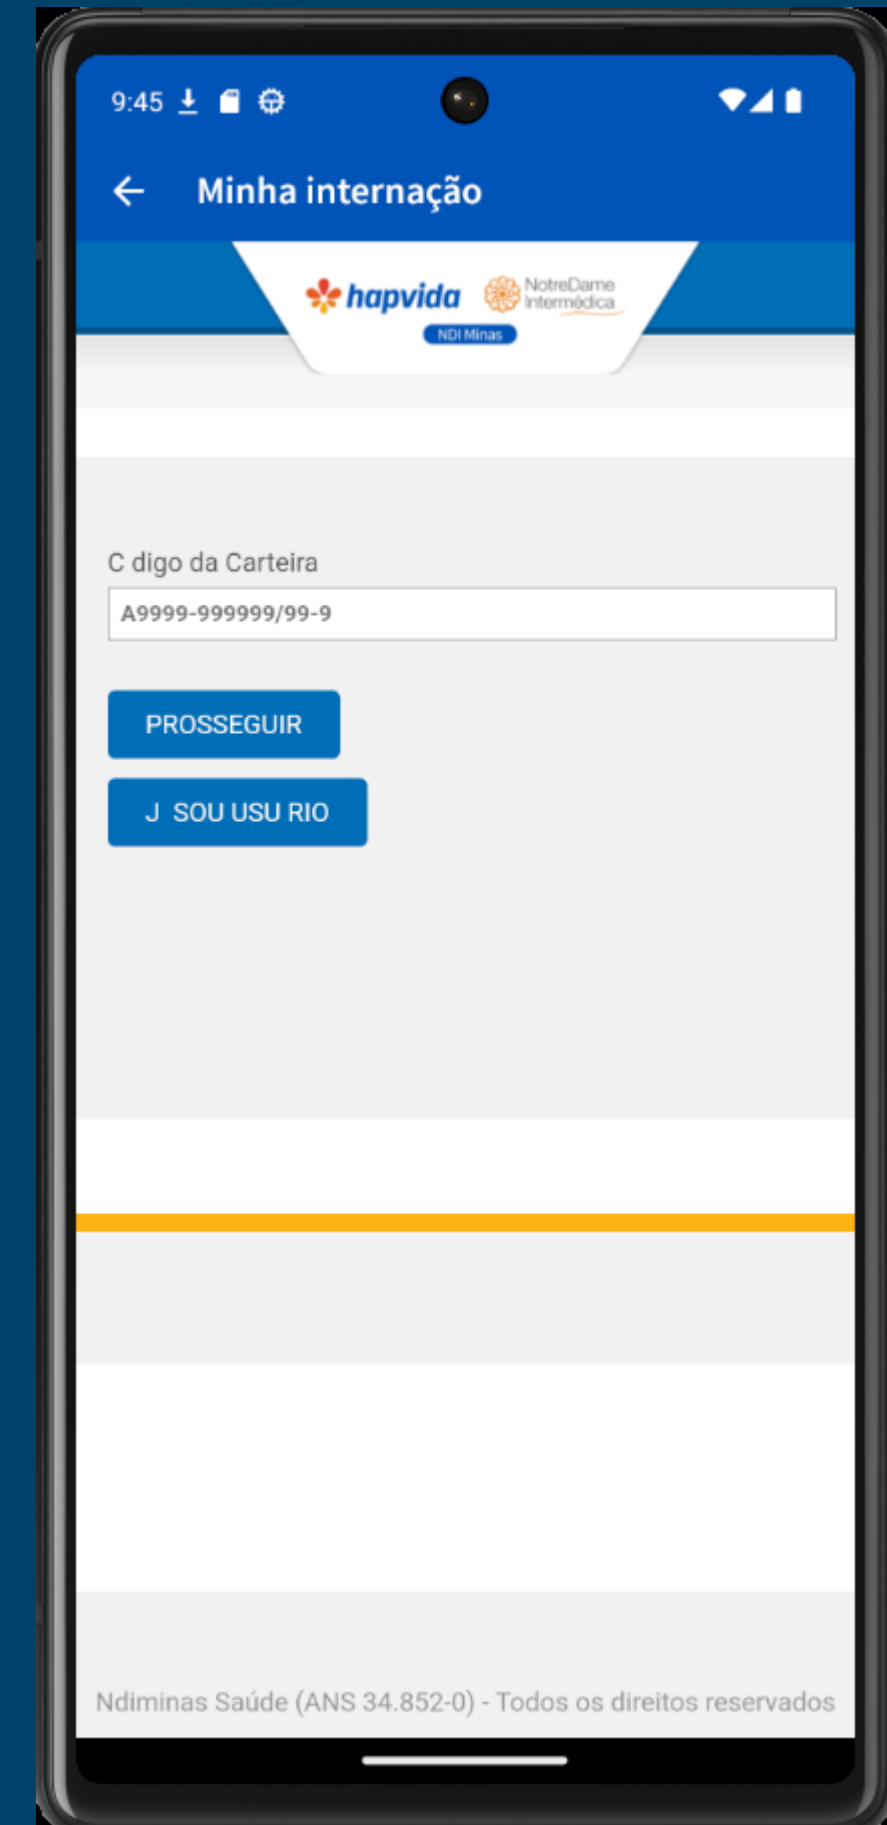 9:45
Minha internação
hapvida NotreDame Intermédica
NDI Minas
C digo da Carteira
A9999-999999/99-9
PROSSEGUIR
J  SOU USU RIO
Ndiminas Saúde (ANS 34.852-0) - Todos os direitos reservados